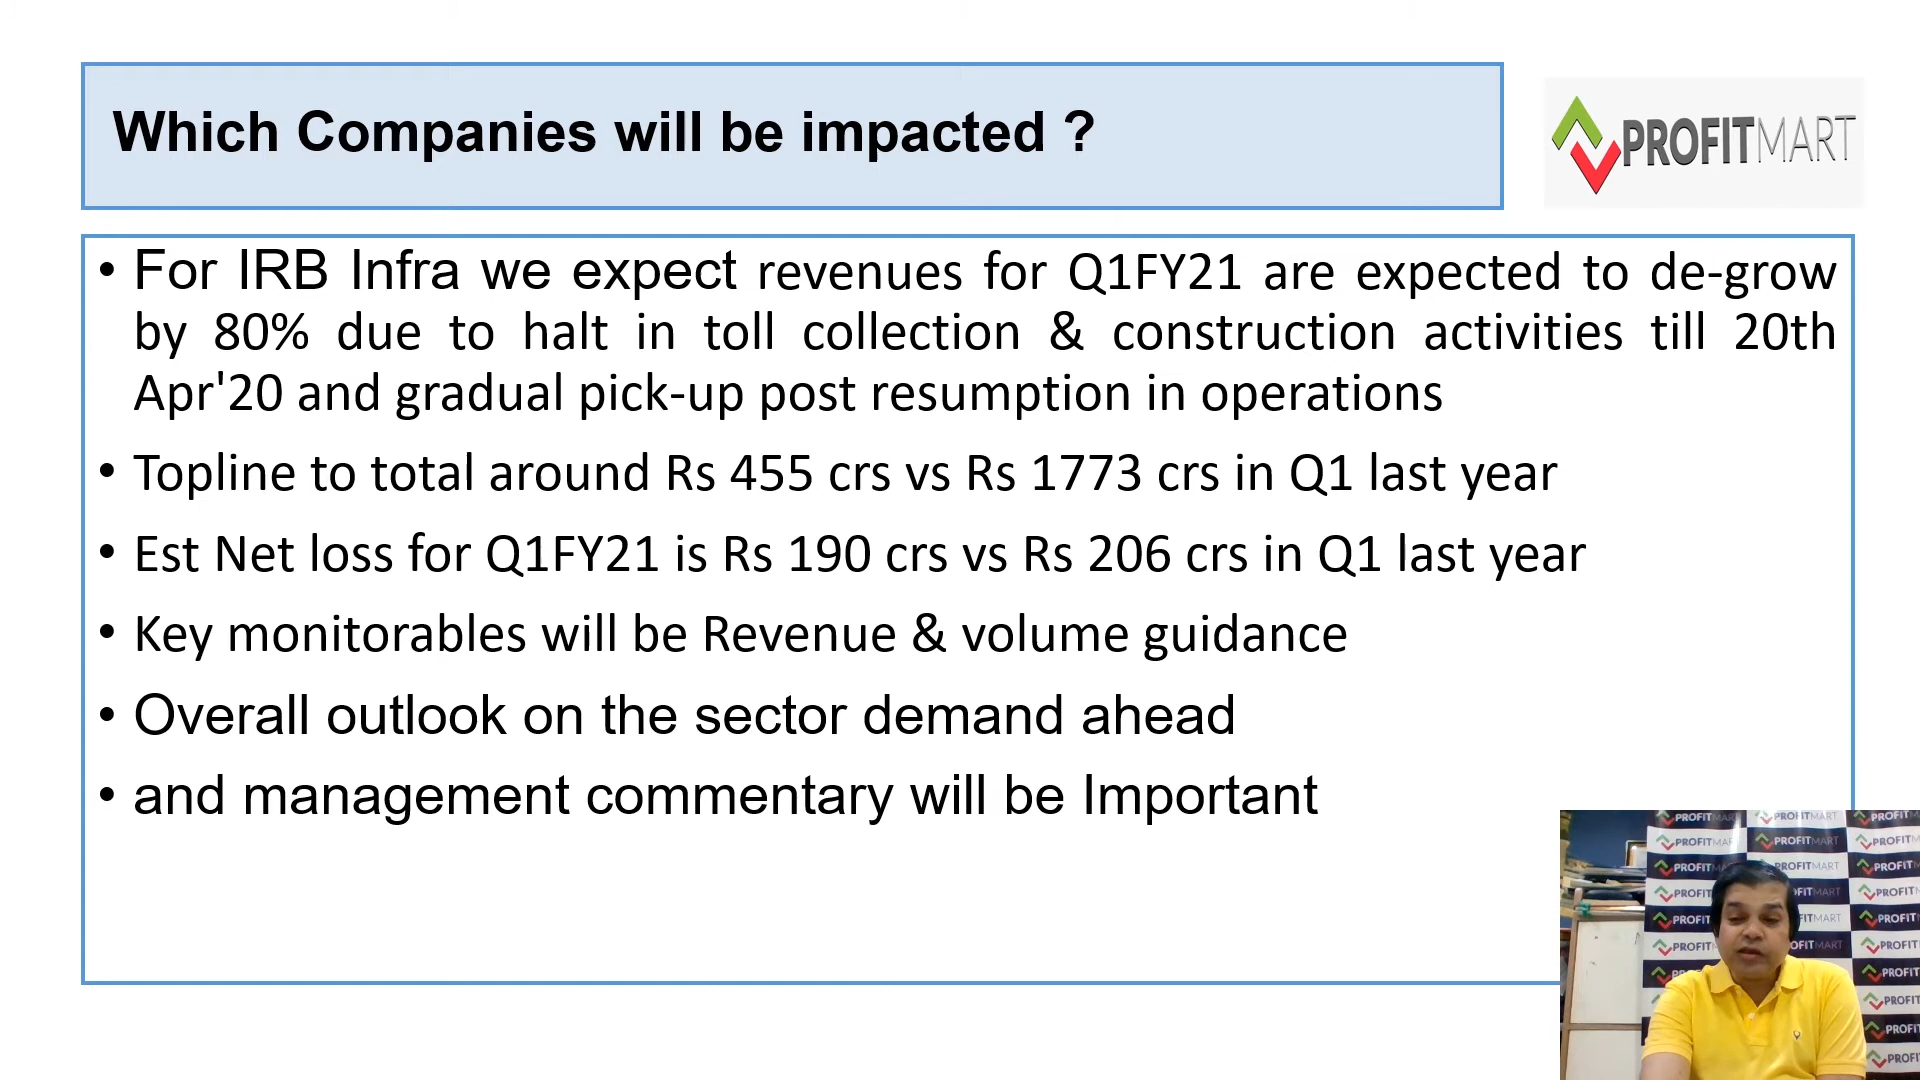 Which Companies will be impacted ?
PROFITMART
• For IRB Infra we expect revenues for Q1FY21 are expected to de-grow
by 80% due to halt in toll collection & construction activities till 20th
Apr'20 and gradual pick-up post resumption in operations
• Topline to total around Rs 455 crs vs Rs 1773 crs in Q1 last year
• Est Net loss for Q1FY21 is Rs 190 crs vs Rs 206 crs in Q1 last year
• Key monitorables will be Revenue & volume guidance
• Overall outlook on the sector demand ahead
• and management commentary will be Important